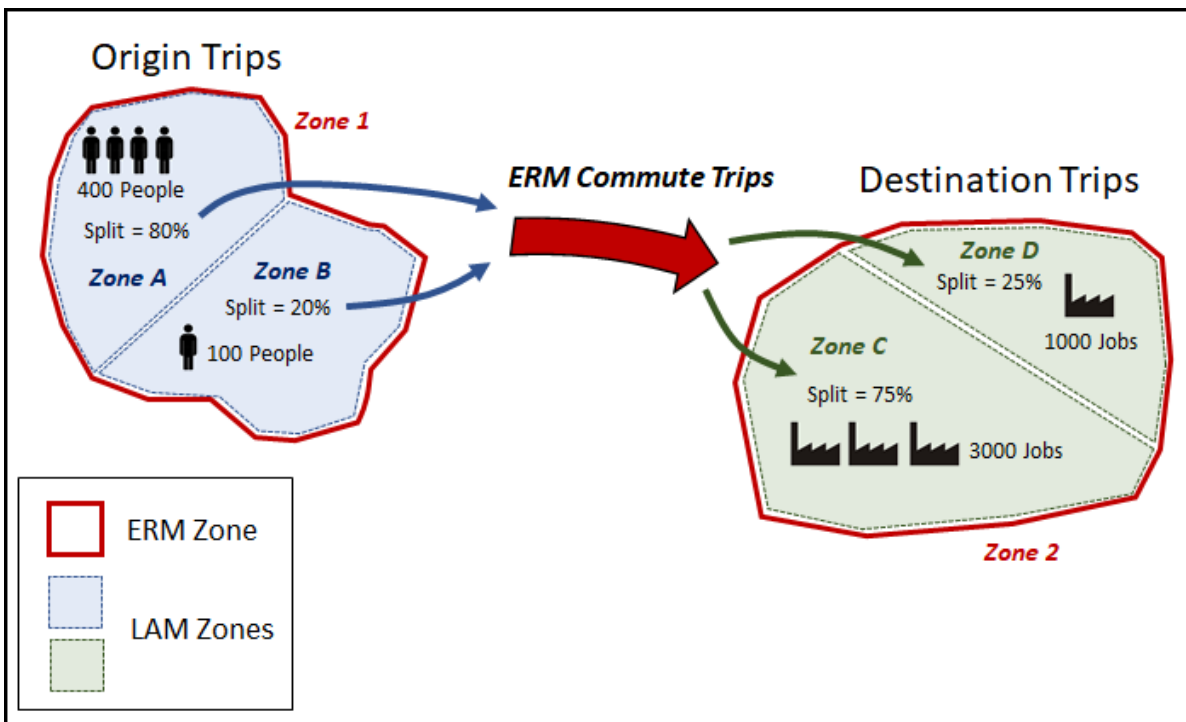 Origin Trips
Zone 1
400 People
Split = 80%
Zone A
Zone B
Split = 20%
100 People
ERM Commute Trips
Destination Trips
Zone D
Split = 25%
1000 Jobs
Zone C
Split = 75%
3000 Jobs
Zone 2
ERM Zone
LAM Zones